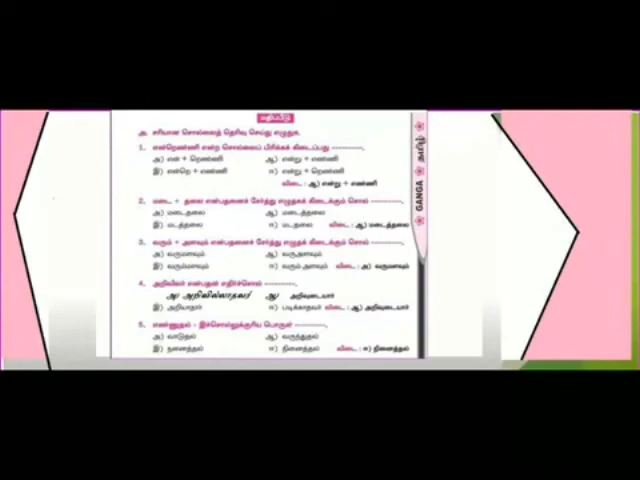 மதிப்பீடு
அ. சரியான சொல்லைத் தெரிவு செய்து எழுதுக.
1. என்றெண்ணி என்ற சொல்லைப் பிரிக்கக் கிடைப்பது ----------.
அ) என் + றெண்ணி ஆ) என்று + எண்ணி
இ) என்றெ + எண்ணி ஈ) என்று + றெண்ணி
விடை : ஆ) என்று + எண்ணி
2. மடை + தலை என்பதனைச் சேர்த்து எழுதக் கிடைக்கும் சொல் ----------.
அ) மடைதலை ஆ) மடைத்தலை
இ) மடத்தலை ஈ) மடதலை விடை : ஆ) மடைத்தலை
3. வரும் + அளவும் என்பதனைச் சேர்த்து எழுதக் கிடைக்கும் சொல் ----------.
அ) வருமளவும் ஆ) வருஅளவும்
இ) வரும்மளவும் ஈ) வரும் அளவும் விடை : அ) வருமளவும்
4. அறிவிலார் என்பதன் எதிர்ச்சொல் ----------.
அ) அறிவில்லாதவர் ஆ) அறிவுடையார்
இ) அறியாதார் ஈ) படிக்காதவர் விடை : ஆ) அறிவுடையார்
5. எண்ணுதல் - இச்சொல்லுக்குரிய பொருள் ----------.
அ) வாடுதல் ஆ) வருந்துதல்
இ) நனைத்தல் ஈ) நினைத்தல் விடை : ஈ) நினைத்தல்
GANGA தமிழ்